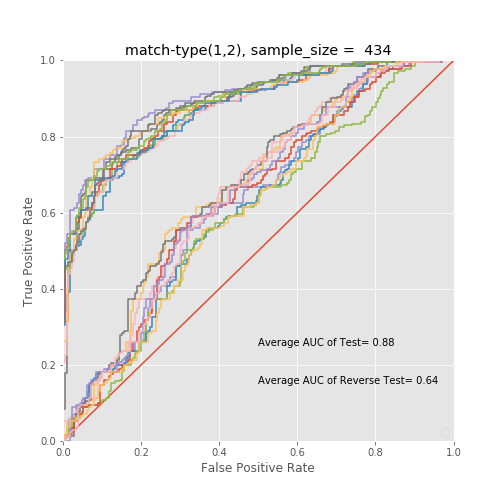 match-type(1,2), sample_size =  434
1.0
0.8
0.6
0.4
0.2
0.0
True Positive Rate
Average AUC of Test= 0.88
Average AUC of Reverse Test= 0.64
0.0 0.2 0.4 0.6 0.8 1.0
False Positive Rate